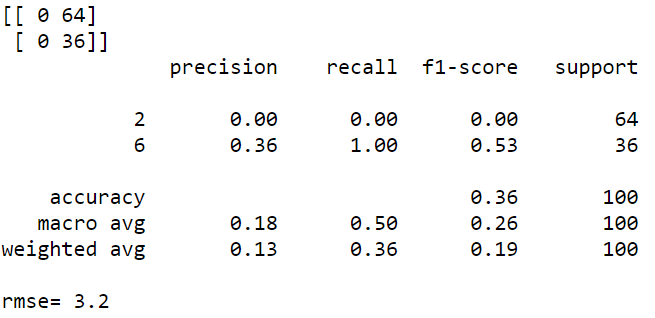 [[ 0 64]
 [ 0 36]]
              precision    recall  f1-score   support

           2       0.00      0.00      0.00        64
           6       0.36      1.00      0.53        36

    accuracy                           0.36       100
   macro avg       0.18      0.50      0.26       100
weighted avg       0.13      0.36      0.19       100

rmse= 3.2